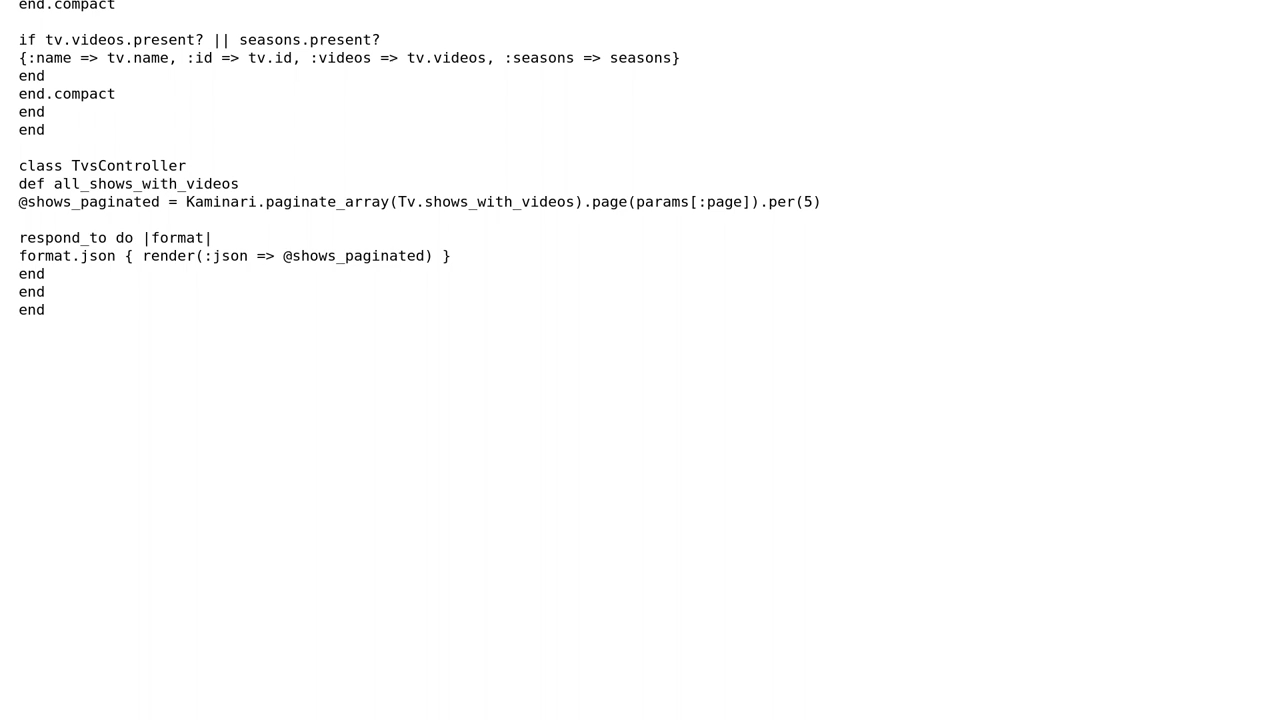 end.compact
if tv.videos.present? || seasons.present?
{:name => tv.name, :id => tv.id, :videos => tv.videos, :seasons => seasons}
end
end.compact
end
end
class TvsController
def all_shows_with_videos
@shows_paginated = Kaminari.paginate_array(Tv.shows_with_videos).page(params[:page]).per(5)
respond_to do |format|
format.json { render(:json => @shows_paginated) }
end
end
end